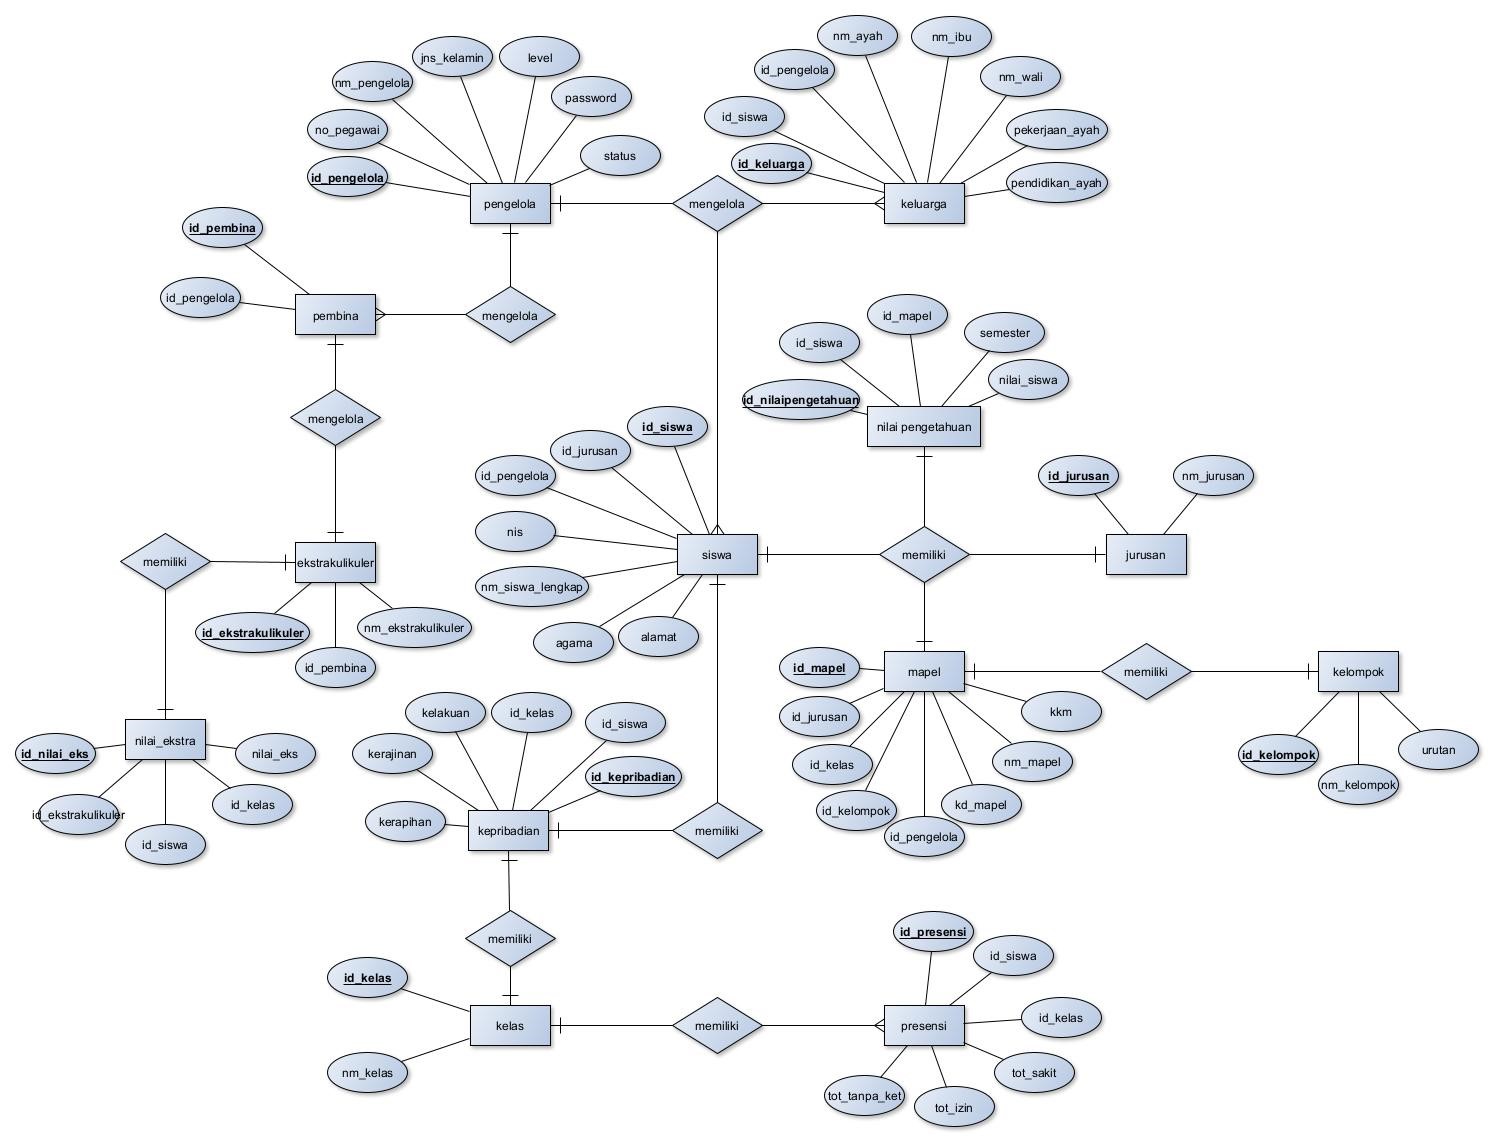 nm_ayah
nm_ibu
jns_kelamin
level
id_pengelola
nm_wali
nm_pengelola
password
id_siswa
no_pegawai
pekerjaan_ayah
status
id_keluarga
id_pengelola
pendidikan_ayah
pengelola
mengelola
keluarga
id_pembina
id_pengelola
pembina
mengelola
id_mapel
semester
id_siswa
nilai_siswa
id_nilaipengetahuan
mengelola
id_siswa
nilai pengetahuan
id_jurusan
id_pengelola
id_jurusan
nm_jurusan
nis
memiliki
ekstrakulikuler
siswa
memiliki
jurusan
nm_siswa_lengkap
id_ekstrakulikuler
nm_ekstrakulikuler
agama
alamat
id_pembina
id_mapel
mapel
memiliki
kelompok
kelakuan
id_kelas
id_siswa
id_jurusan
kkm
nilai_ekstra
id_nilai_eks
nilai_eks
kerajinan
id_kepribadian
id_kelas
nm_mapel
id_kelompok
urutan
nm_kelompok
id_ekstrakulikuler
id_kelas
kerapihan
id_kelompok
kd_mapel
id_siswa
kepribadian
memiliki
id_pengelola
id_presensi
memiliki
id_siswa
id_kelas
kelas
memiliki
presensi
id_kelas
nm_kelas
tot_sakit
tot_tanpa_ket
tot_izin